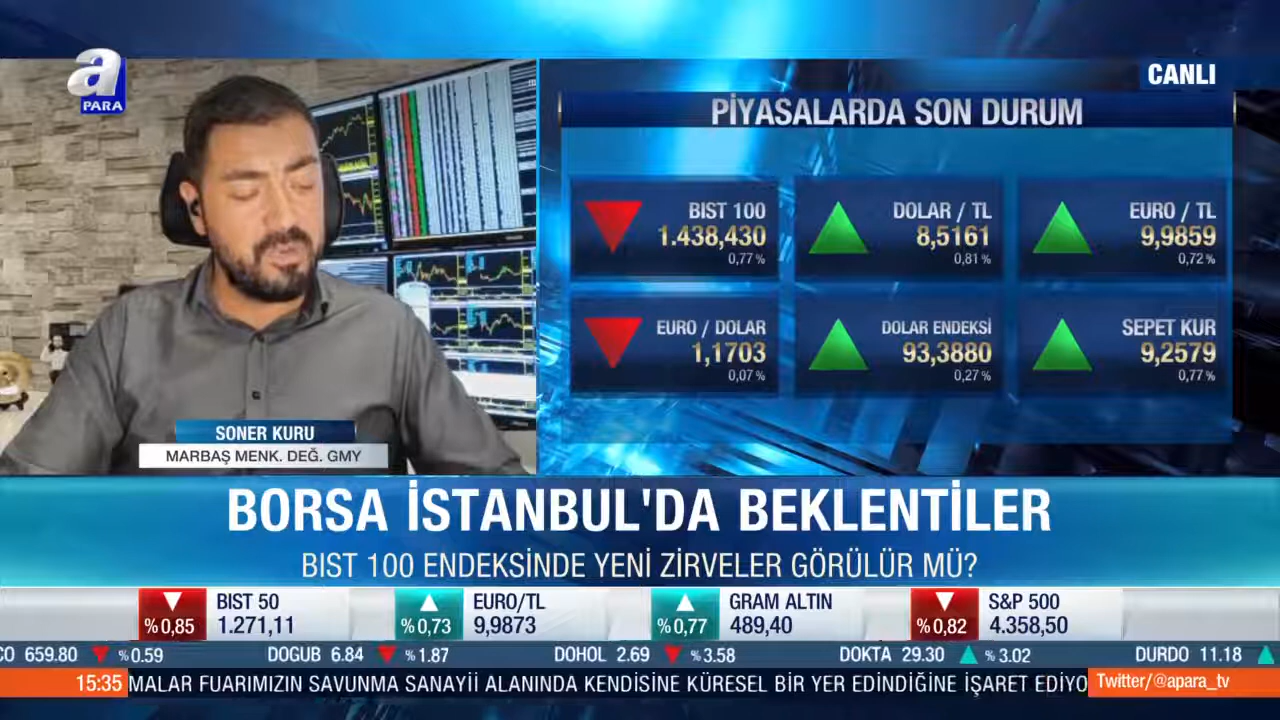 a
PARA
CANLI
PİYASALARDA SON DURUM
BIST 100
1.438,430
0,77 %
DOLAR / TL
8,5161
0,81 %
EURO / TL
9,9859
0,72 %
EURO / DOLAR
1,1703
0,07 %
DOLAR ENDEKSİ
93,3880
0,27 %
SEPET KUR
9,2579
0,77 %
SONER KURU
MARBAŞ MENK. DEĞ. GMY
BORSA İSTANBUL'DA BEKLENTİLER
BIST 100 ENDEKSİNDE YENİ ZİRVELER GÖRÜLÜR MÜ?
%0,85 BIST 50 1.271,11
%0,73 EURO/TL 9,9873
%0,77 GRAM ALTIN 489,40
%0,82 S&P 500 4.358,50
CO 659.80 %0.59 DOGUB 6.84 %1.87 DOHOL 2.69 %3.58 DOKTA 29.30 %3.02 DURDO 11.18
15:35 MALAR FUARIMIZIN SAVUNMA SANAYİİ ALANINDA KENDİSİNE KÜRESEL BİR YER EDİNDİĞİNE İŞARET EDİYO Twitter/@apara_tv